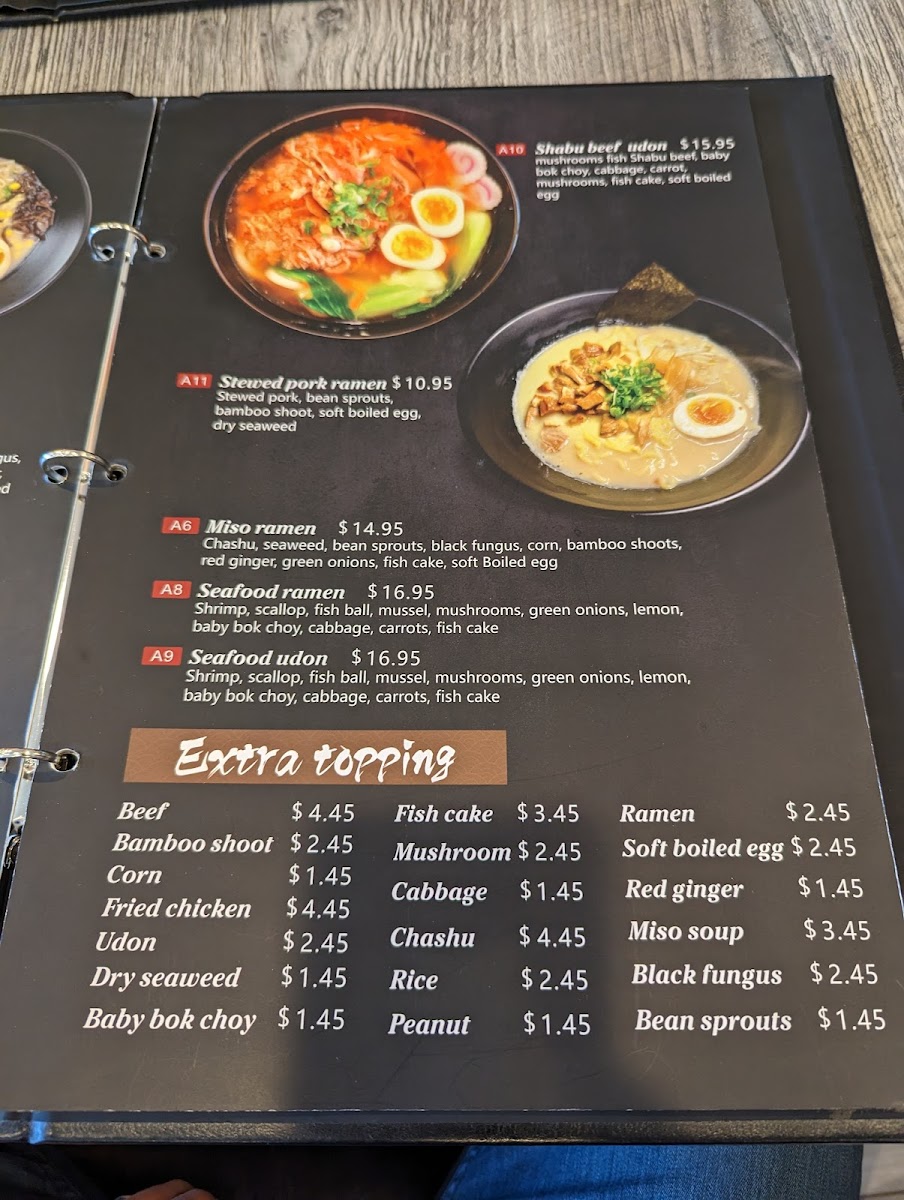 A10 Shabu beef udon $15.95
mushrooms fish Shabu beef, baby
bok choy, cabbage, carrot,
mushrooms, fish cake, soft boiled
egg
A11 Stewed pork ramen $10.95
Stewed pork, bean sprouts,
bamboo shoot, soft boiled egg,
dry seaweed
A6 Miso ramen $14.95
Chashu, seaweed, bean sprouts, black fungus, corn, bamboo shoots,
red ginger, green onions, fish cake, soft Boiled egg
A8 Seafood ramen $16.95
Shrimp, scallop, fish ball, mussel, mushrooms, green onions, lemon,
baby bok choy, cabbage, carrots, fish cake
A9 Seafood udon $16.95
Shrimp, scallop, fish ball, mussel, mushrooms, green onions, lemon,
baby bok choy, cabbage, carrots, fish cake
Extra topping
Beef $4.45
Bamboo shoot $2.45
Corn $1.45
Fried chicken $4.45
Udon $2.45
Dry seaweed $1.45
Baby bok choy $1.45
Fish cake $3.45
Mushroom $2.45
Cabbage $1.45
Chashu $4.45
Rice $2.45
Peanut $1.45
Ramen $2.45
Soft boiled egg $2.45
Red ginger $1.45
Miso soup $3.45
Black fungus $2.45
Bean sprouts $1.45